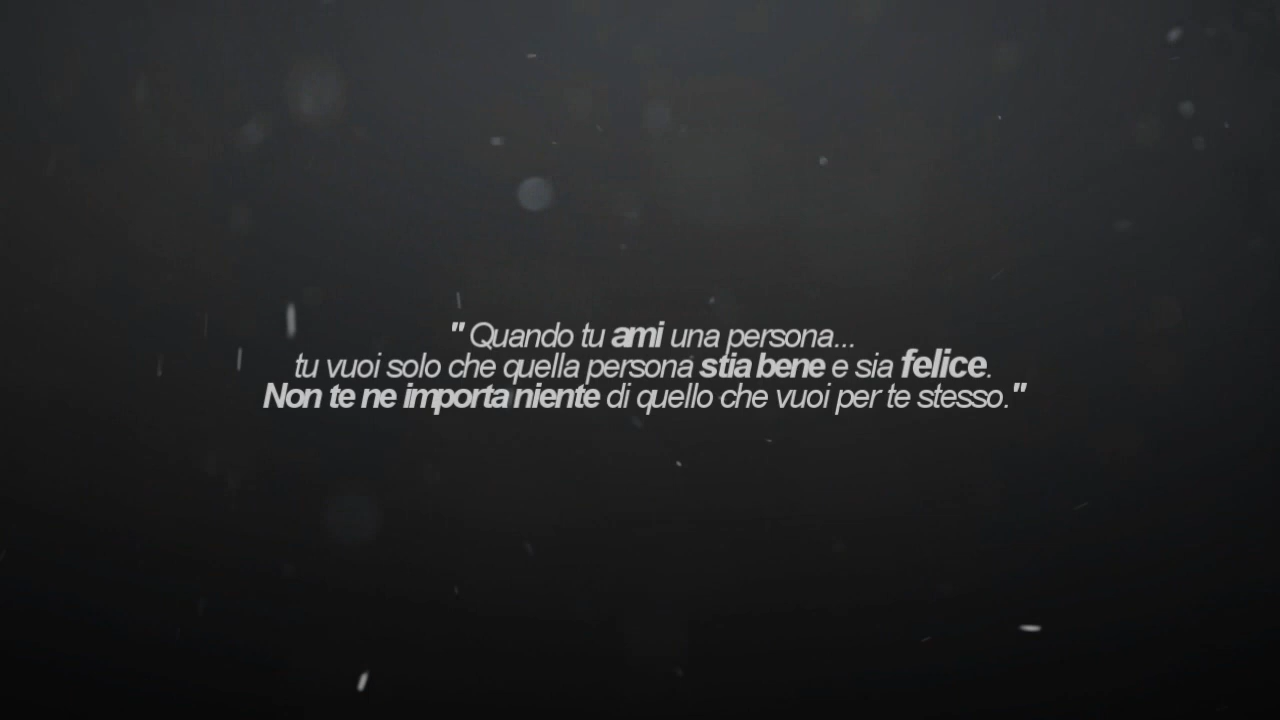 " Quando tu ami una persona...
tu vuoi solo che quella persona stia bene e sia felice.
Non te ne importa niente di quello che vuoi per te stesso."